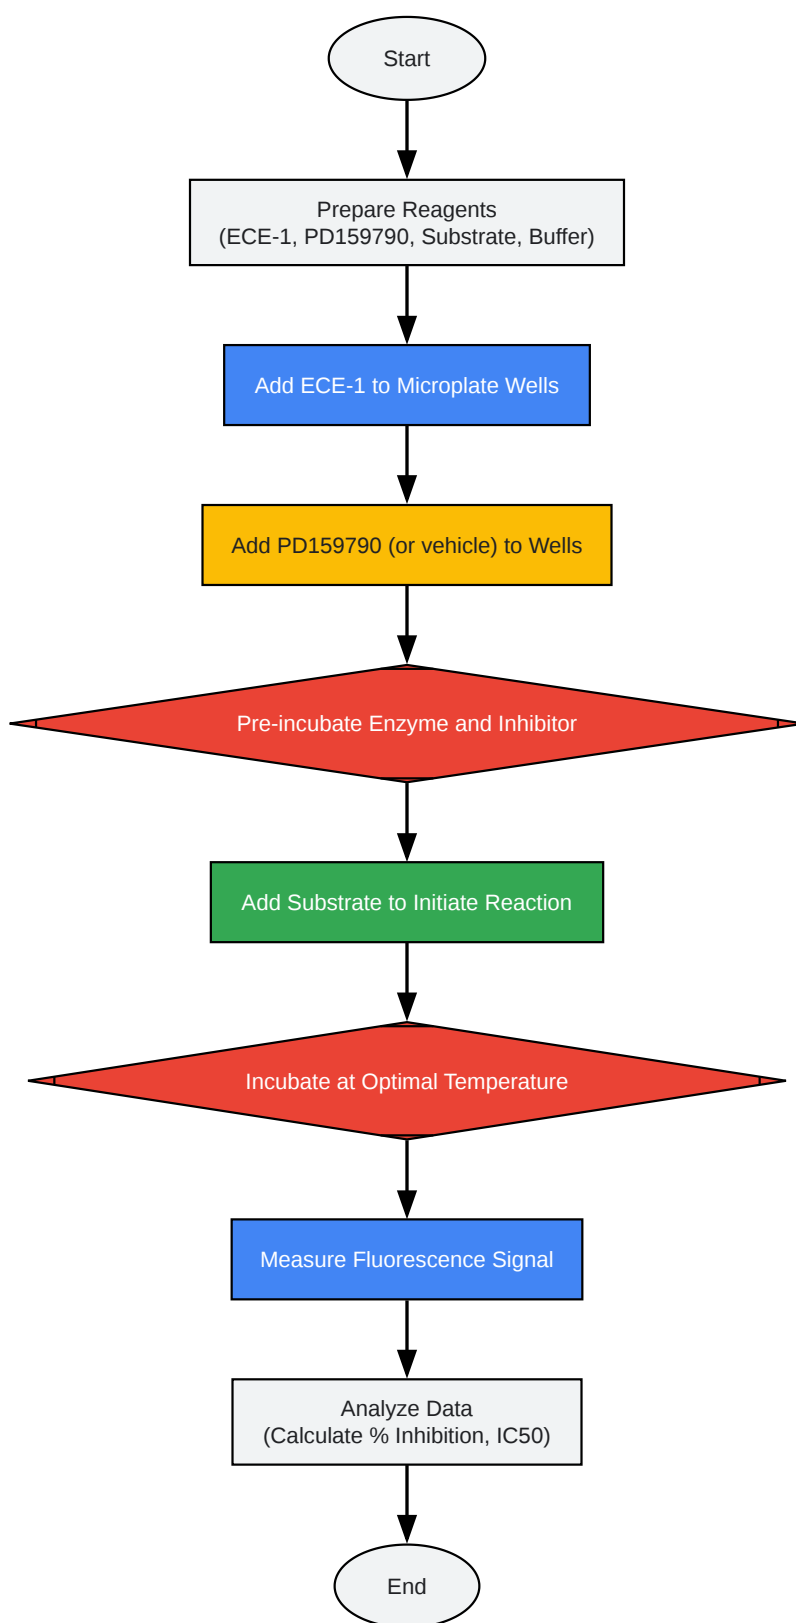 Start
Prepare Reagents
(ECE-1, PD159790, Substrate, Buffer)
Add ECE-1 to Microplate Wells
Add PD159790 (or vehicle) to Wells
Pre-incubate Enzyme and Inhibitor
Add Substrate to Initiate Reaction
Incubate at Optimal Temperature
Measure Fluorescence Signal
Analyze Data
(Calculate % Inhibition, IC50)
End